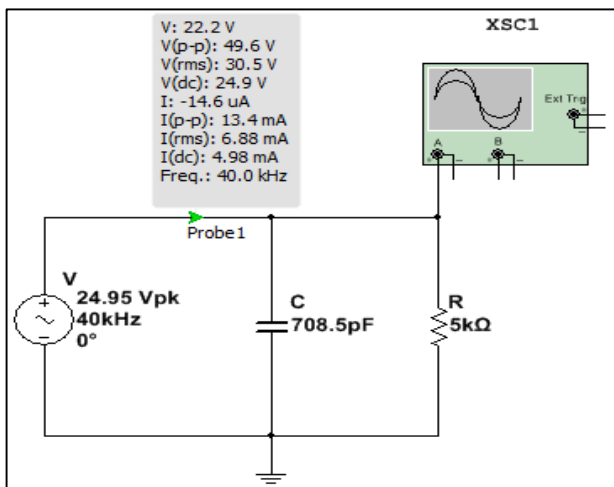 V: 22.2 V
V(p-p): 49.6 V
V(rms): 30.5 V
V(dc): 24.9 V
I: -14.6 uA
I(p-p): 13.4 mA
I(rms): 6.88 mA
I(dc): 4.98 mA
Freq.: 40.0 kHz
XSC1
Ext Trig
+
–
A
B
+ –
+ –
Probe1
V
24.95 Vpk
40kHz
0°
C
708.5pF
R
5kΩ